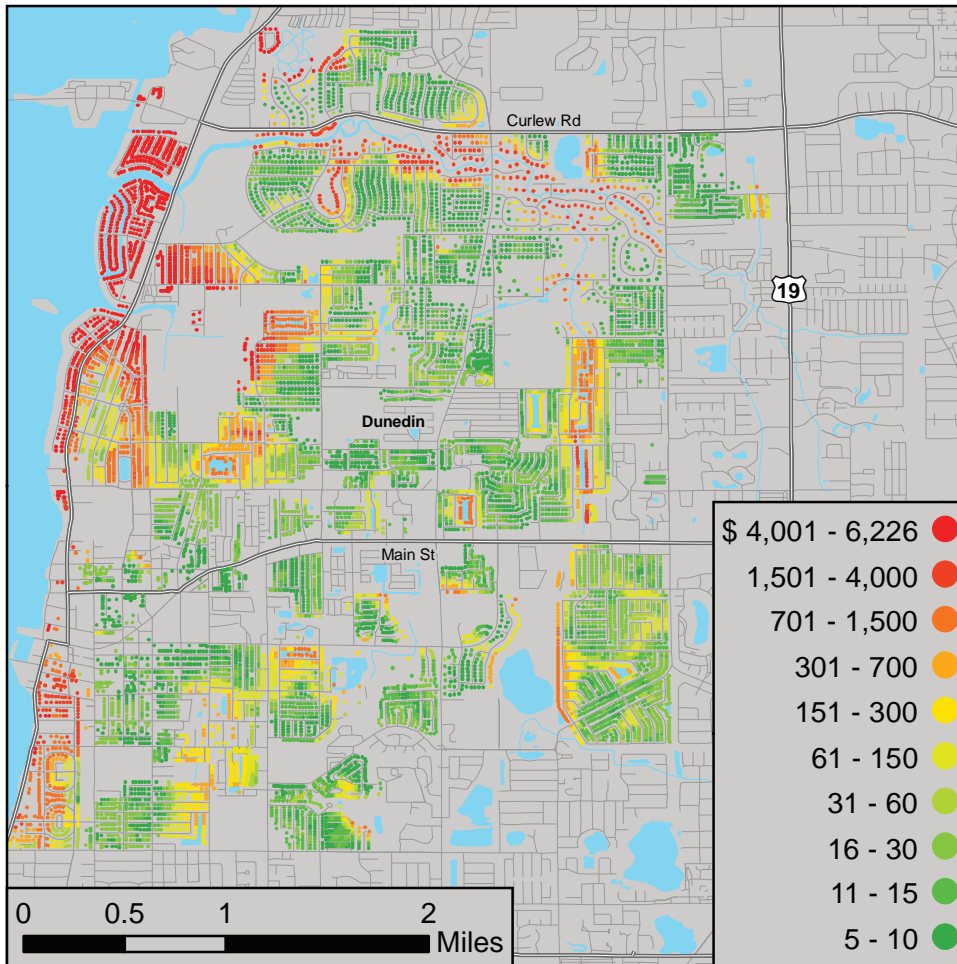 Curlew Rd
19
Dunedin
Main St
$ 4,001 - 6,226
1,501 - 4,000
701 - 1,500
301 - 700
151 - 300
61 - 150
31 - 60
16 - 30
11 - 15
5 - 10
0 0.5 1 2
Miles